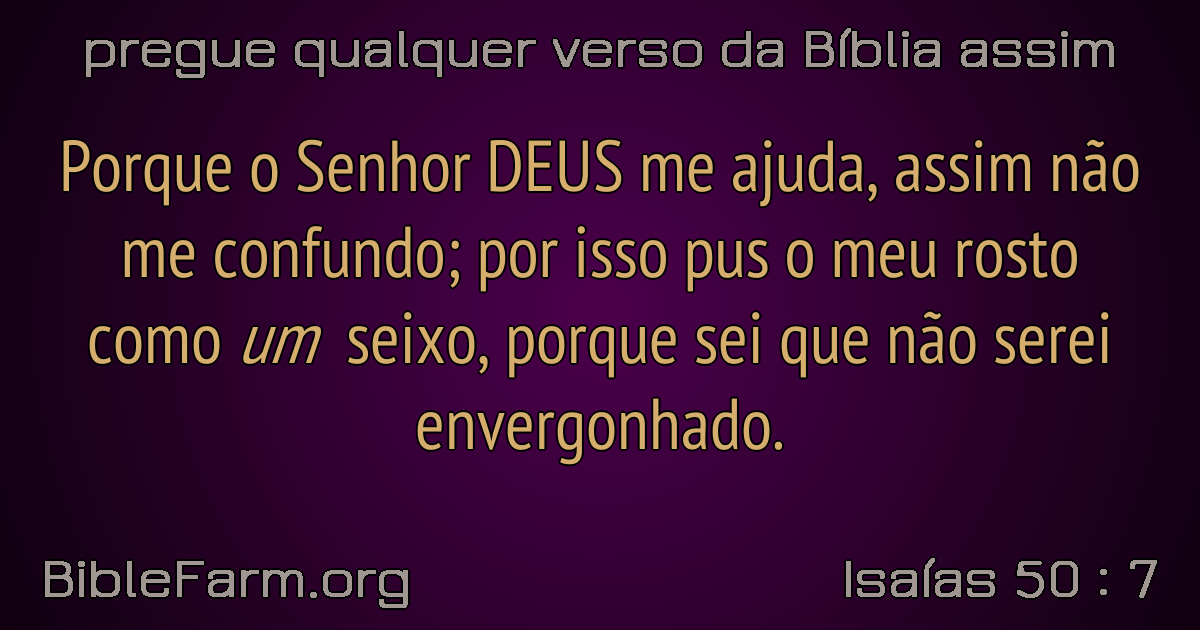 pregue qualquer verso da Bíblia assim
Porque o Senhor DEUS me ajuda, assim não
me confundo; por isso pus o meu rosto
como um seixo, porque sei que não serei
envergonhado.
BibleFarm.org
Isaías 50 : 7